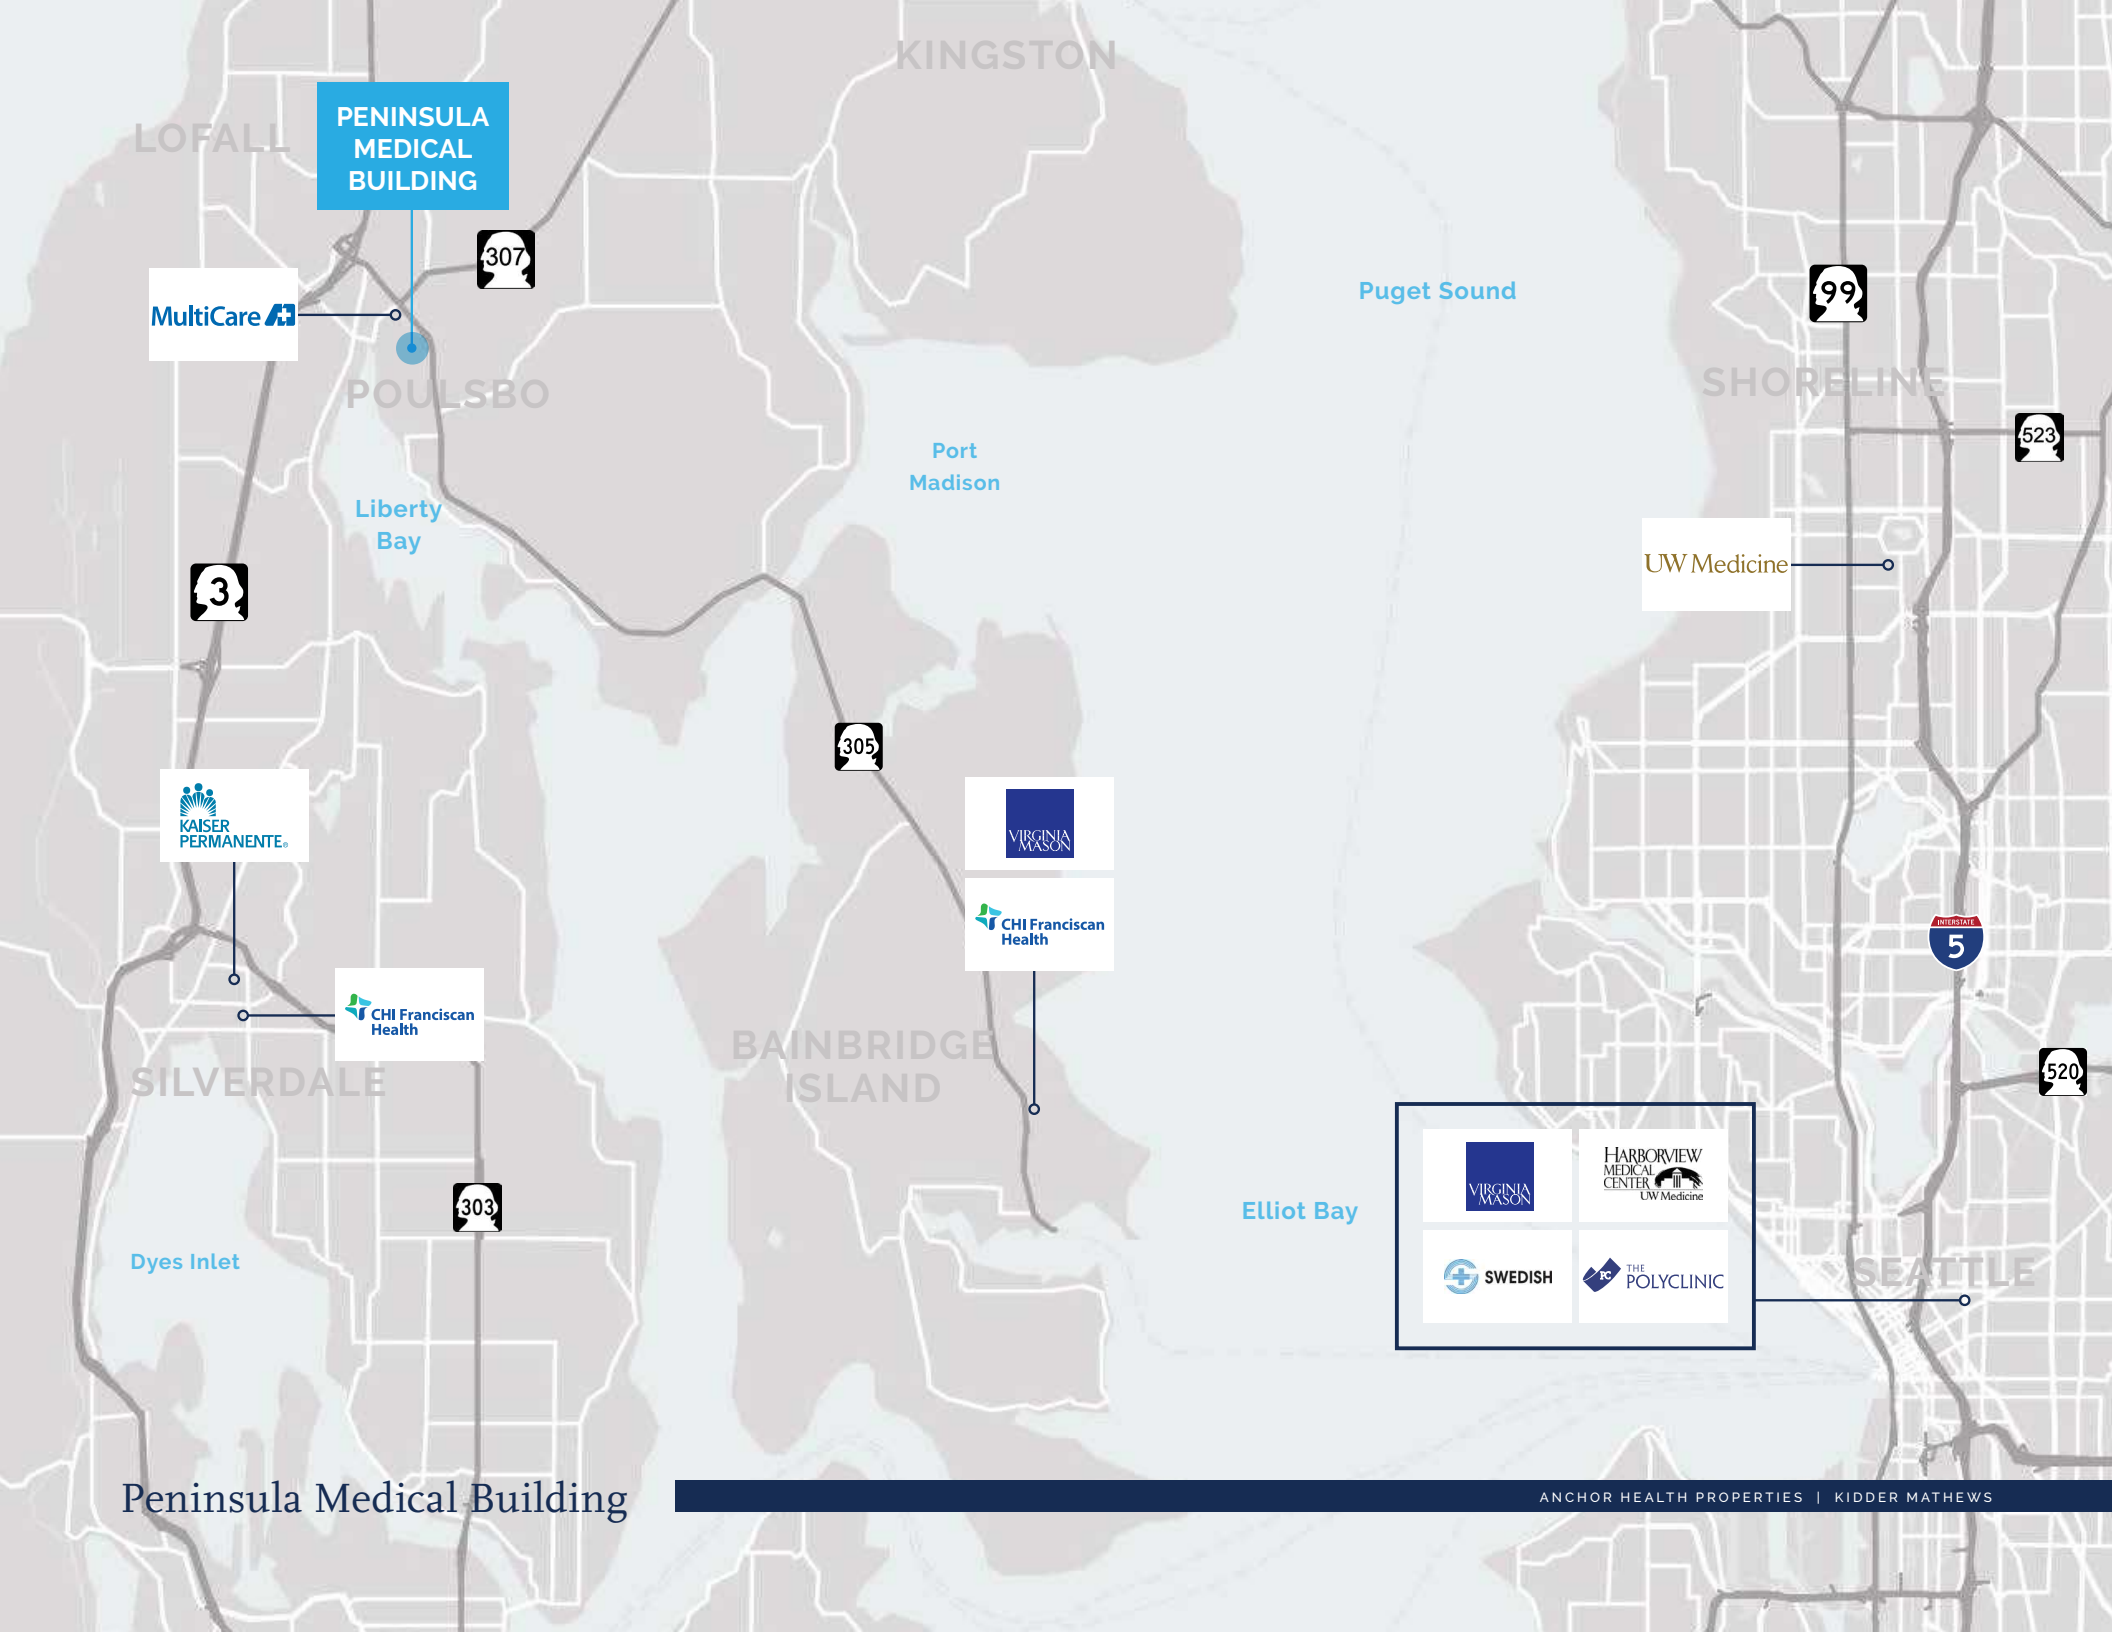 KINGSTON
LOFALL
PENINSULA
MEDICAL
BUILDING
307
MultiCare
POULSBO
Puget Sound
99
SHORELINE
523
Port
Madison
Liberty
Bay
UW Medicine
3
305
KAISER
PERMANENTE®
VIRGINIA
MASON
CHI Franciscan
Health
INTERSTATE
5
CHI Franciscan
Health
BAINBRIDGE
ISLAND
SILVERDALE
520
303
Elliot Bay
VIRGINIA
MASON
HARBORVIEW
MEDICAL
CENTER
UW Medicine
SWEDISH
PC
THE
POLYCLINIC
SEATTLE
Dyes Inlet
Peninsula Medical Building
ANCHOR HEALTH PROPERTIES | KIDDER MATHEWS